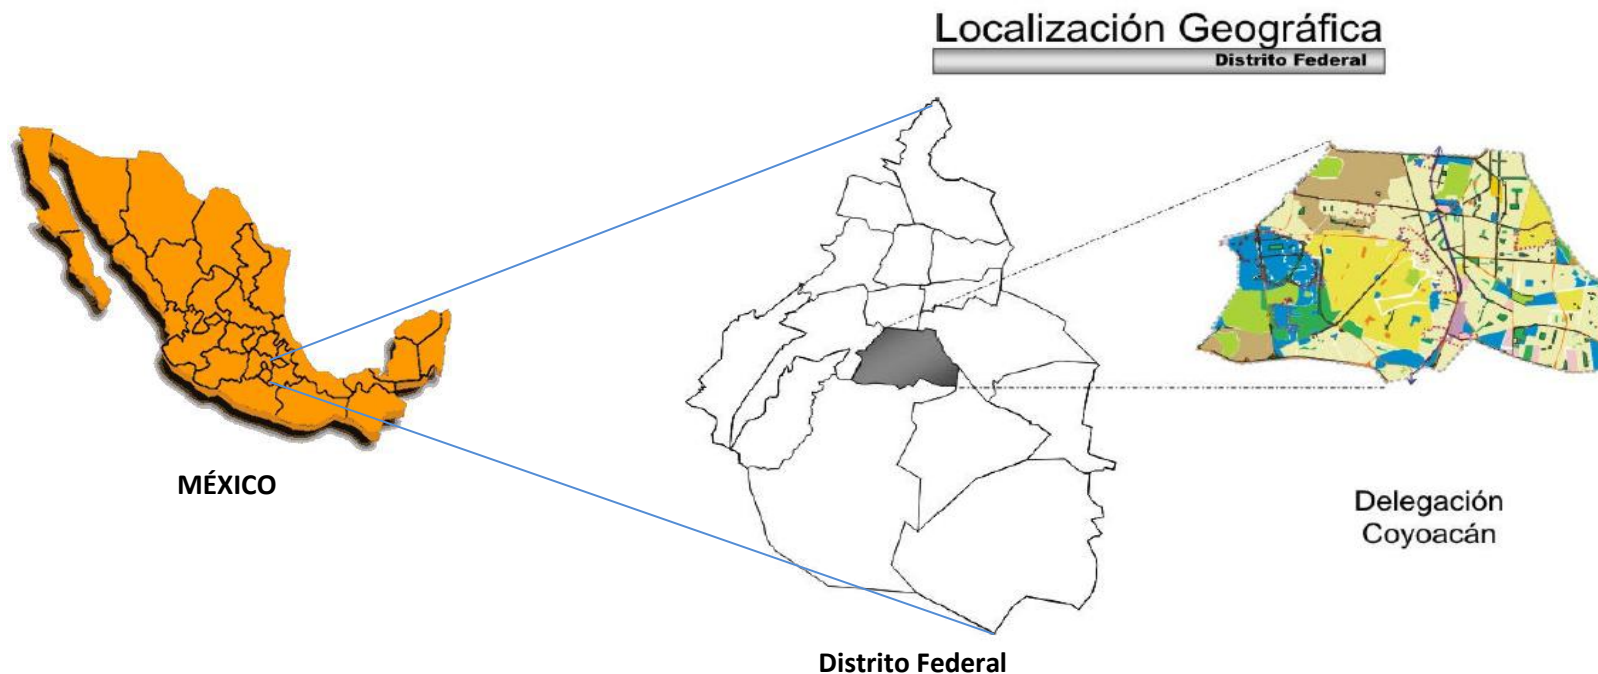 Localización Geográfica
Distrito Federal
MÉXICO
Delegación
Coyoacán
Distrito Federal